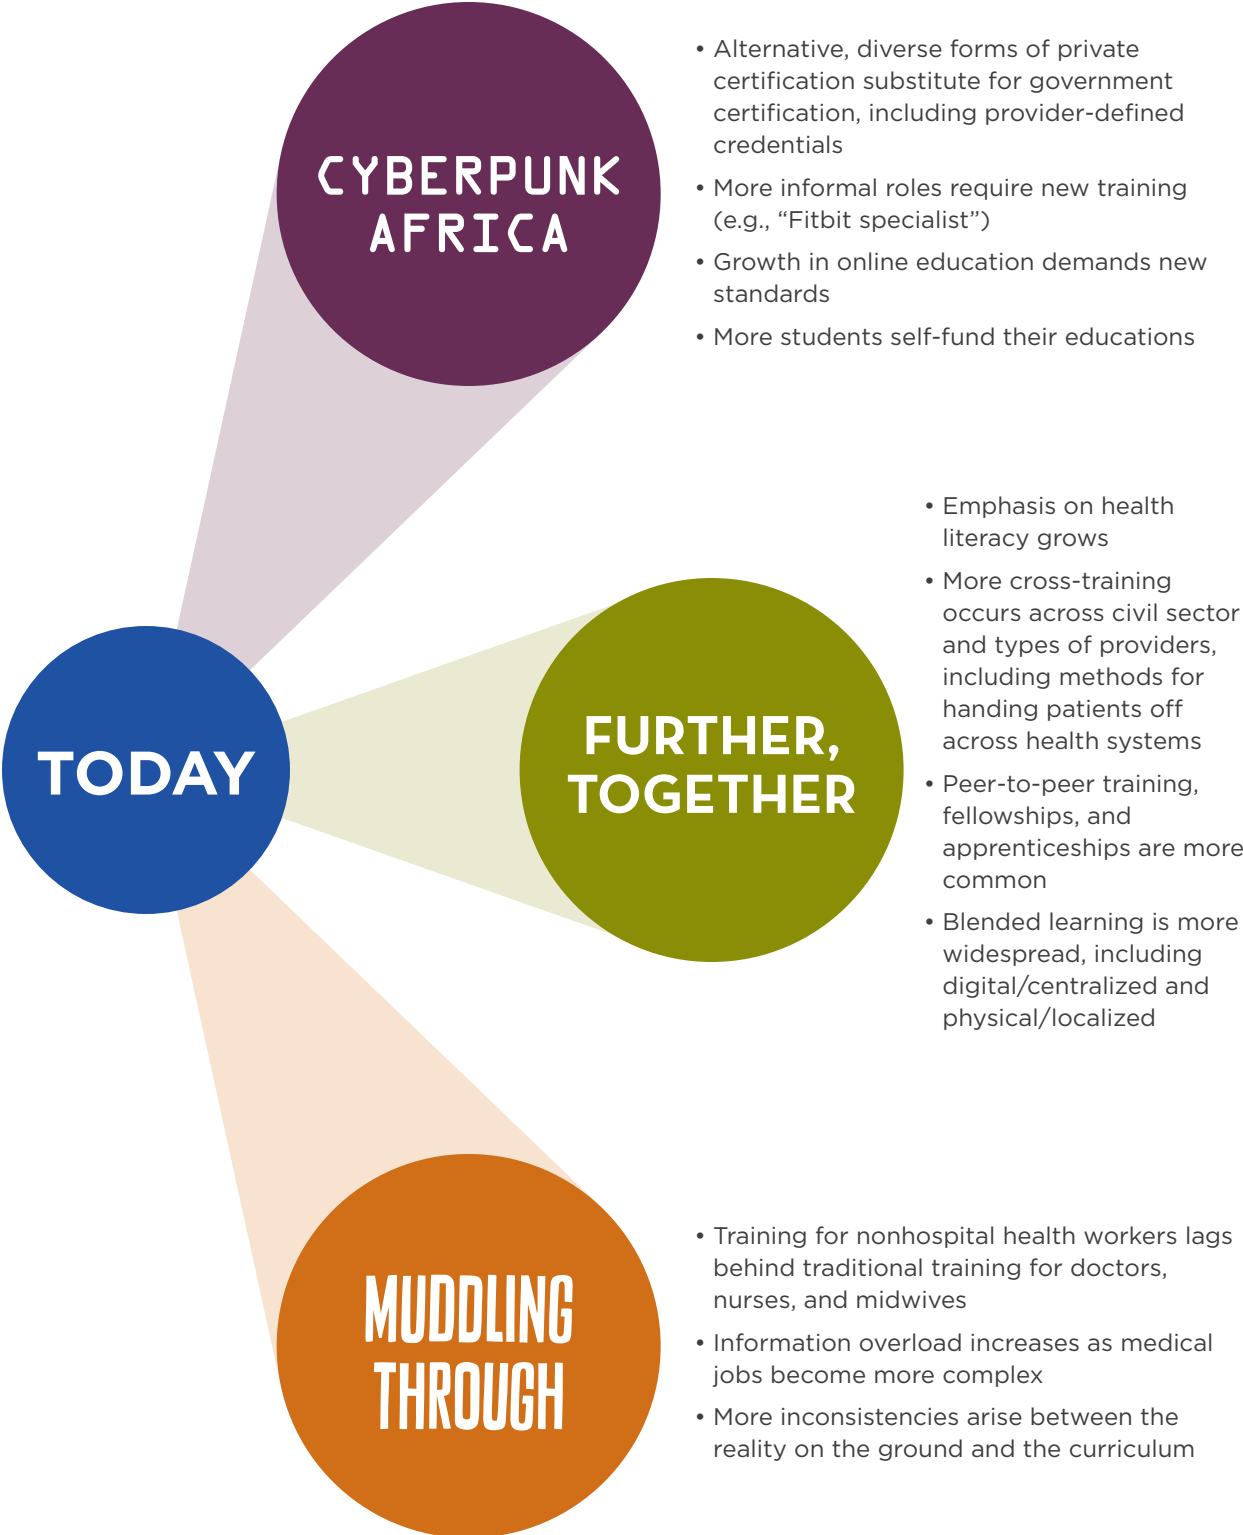 CYBERPUNK
AFRICA
• Alternative, diverse forms of private
certification substitute for government
certification, including provider-defined
credentials
• More informal roles require new training
(e.g., “Fitbit specialist”)
• Growth in online education demands new
standards
• More students self-fund their educations
TODAY
FURTHER,
TOGETHER
• Emphasis on health
literacy grows
• More cross-training
occurs across civil sector
and types of providers,
including methods for
handing patients off
across health systems
• Peer-to-peer training,
fellowships, and
apprenticeships are more
common
• Blended learning is more
widespread, including
digital/centralized and
physical/localized
MUDDLING
THROUGH
• Training for nonhospital health workers lags
behind traditional training for doctors,
nurses, and midwives
• Information overload increases as medical
jobs become more complex
• More inconsistencies arise between the
reality on the ground and the curriculum